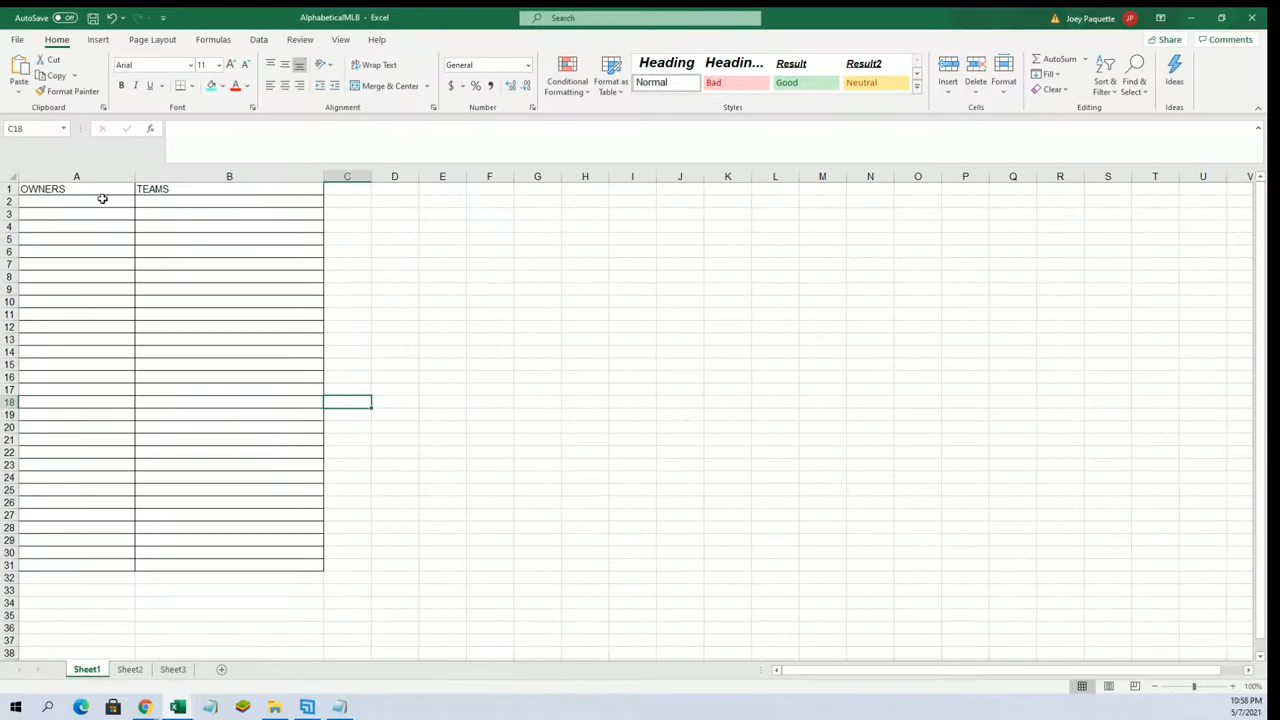 AutoSave Off AlphabeticalMLB - Excel Search Joey Paquette JP
File Home Insert Page Layout Formulas Data Review View Help Share Comments
Paste Cut Copy Format Painter Clipboard
Arial 11 A A B I U A Font
Wrap Text Merge & Center Alignment
General $ % Number
Conditional Formatting Format as Table
Heading Headin... Result Result2
Normal Bad Good Neutral
Styles
Insert Delete Format Cells
AutoSum Fill Clear Sort & Filter Find & Select Editing
Ideas Ideas
C18 fx
A B C D E F G H I J K L M N O P Q R S T U V
1 OWNERS TEAMS
2
3
4
5
6
7
8
9
10
11
12
13
14
15
16
17
18
19
20
21
22
23
24
25
26
27
28
29
30
31
32
33
34
35
36
37
38
Sheet1 Sheet2 Sheet3
100%
10:58 PM
5/7/2021